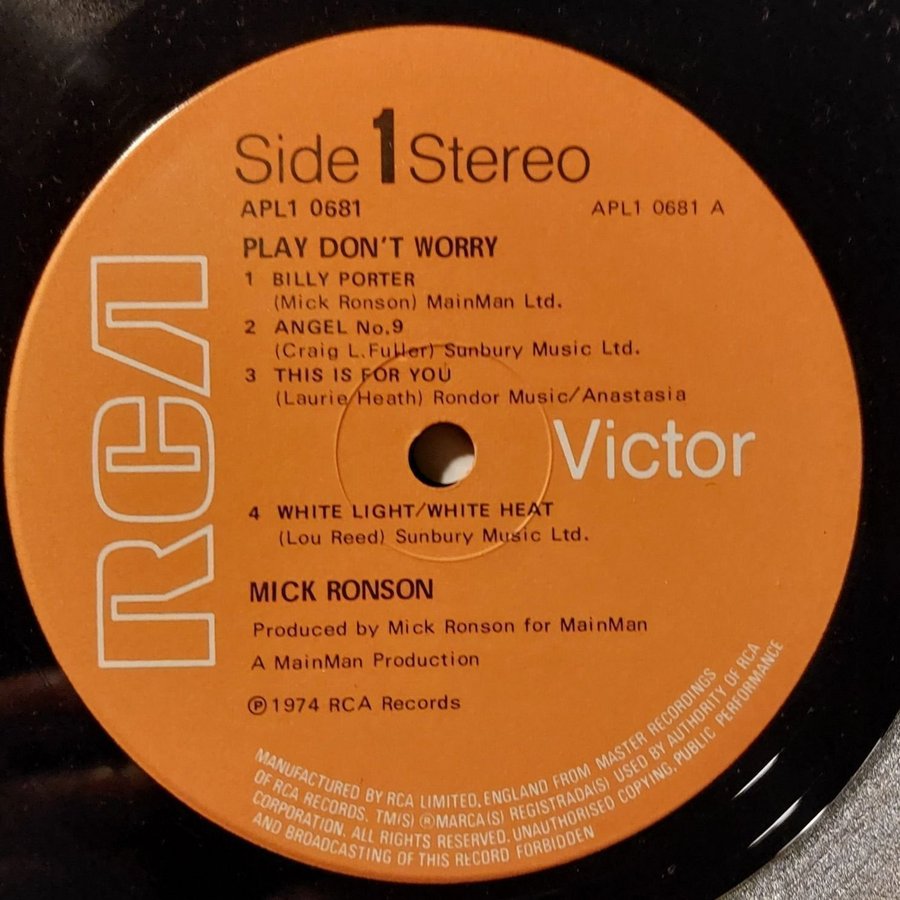 Side 1 Stereo
APL1 0681 APL1 0681 A
PLAY DON'T WORRY
1 BILLY PORTER
(Mick Ronson) MainMan Ltd.
2 ANGEL No.9
(Craig L.Fuller) Sunbury Music Ltd.
3 THIS IS FOR YOU
(Laurie Heath) Rondor Music/Anastasia
RCA
Victor
4 WHITE LIGHT/WHITE HEAT
(Lou Reed) Sunbury Music Ltd.
MICK RONSON
Produced by Mick Ronson for MainMan
A MainMan Production
℗1974 RCA Records
MANUFACTURED BY RCA LIMITED, ENGLAND FROM MASTER RECORDINGS
OF RCA RECORDS. TM(S) ® MARCA(S) REGISTRADA(S) USED BY AUTHORITY OF RCA
CORPORATION. ALL RIGHTS RESERVED. UNAUTHORISED COPYING, PUBLIC PERFORMANCE
AND BROADCASTING OF THIS RECORD FORBIDDEN